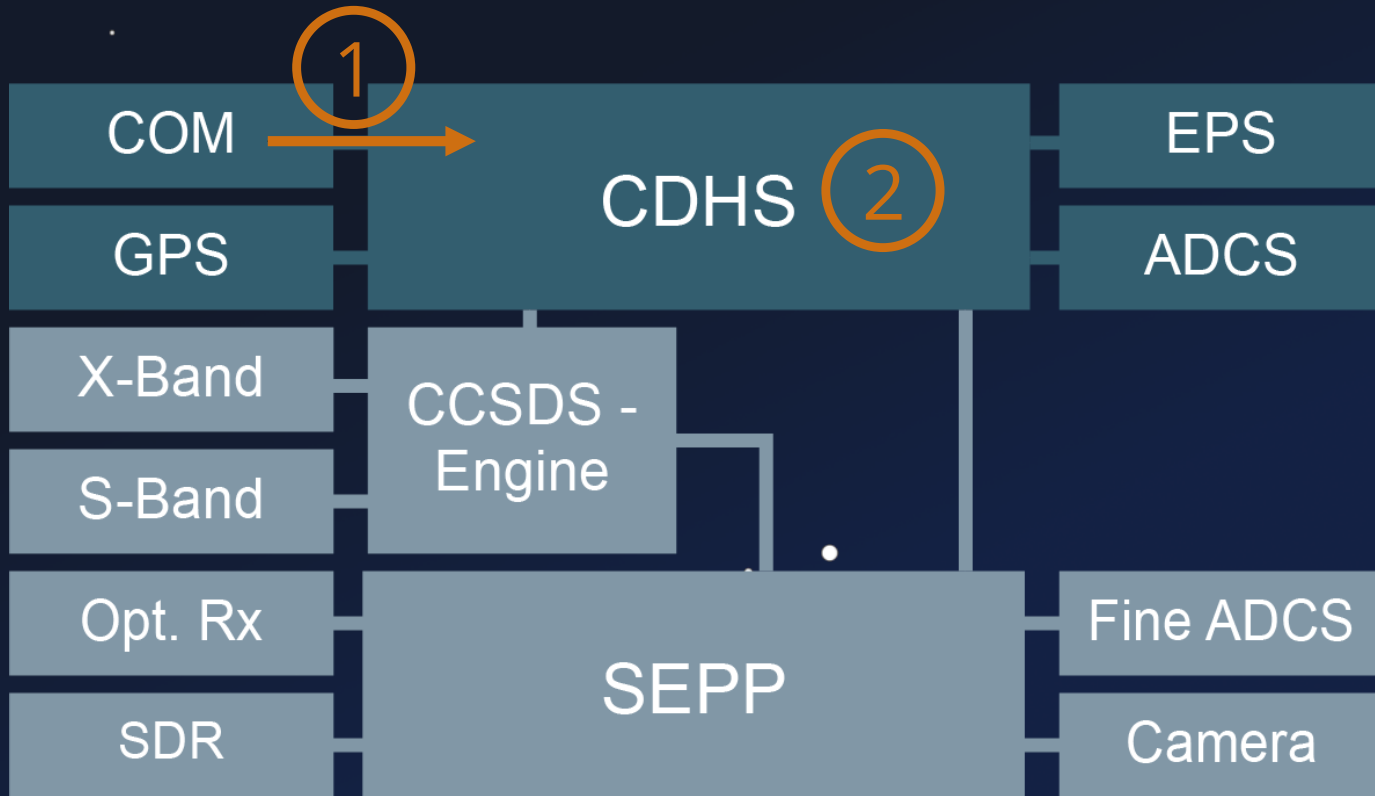 1
COM
CDHS
2
EPS
GPS
ADCS
X-Band
CCSDS -
Engine
S-Band
Opt. Rx
SEPP
Fine ADCS
SDR
Camera